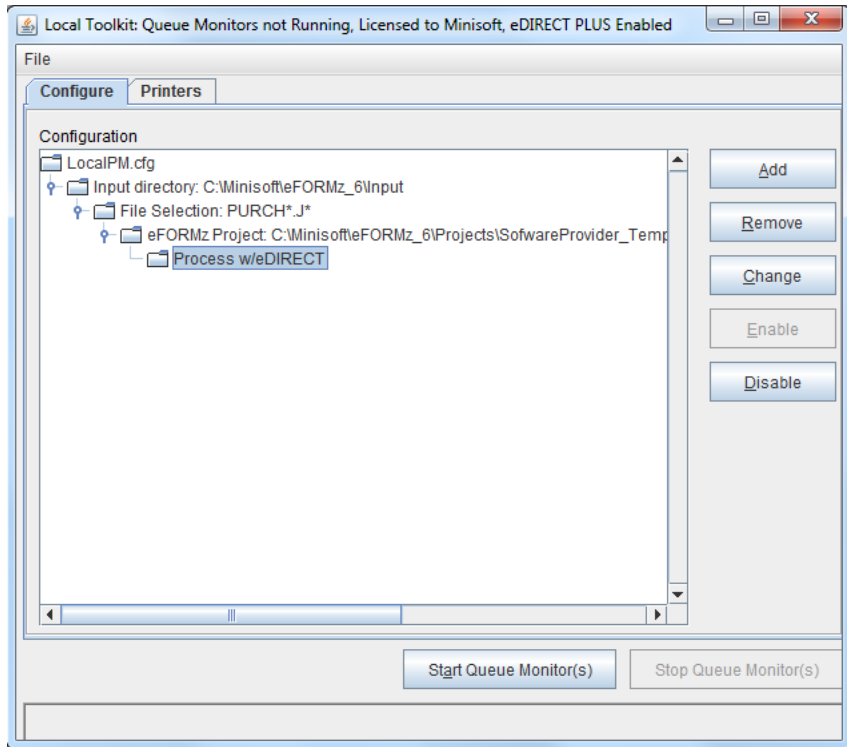 Local Toolkit: Queue Monitors not Running, Licensed to Minisoft, eDIRECT PLUS Enabled
File
Configure Printers
Configuration
LocalPM.cfg
Input directory: C:\Minisoft\eFORMz_6\Input
File Selection: PURCH*.J*
eFORMz Project: C:\Minisoft\eFORMz_6\Projects\SofwareProvider_Temp
Process w/eDIRECT
Add
Remove
Change
Enable
Disable
Start Queue Monitor(s) Stop Queue Monitor(s)